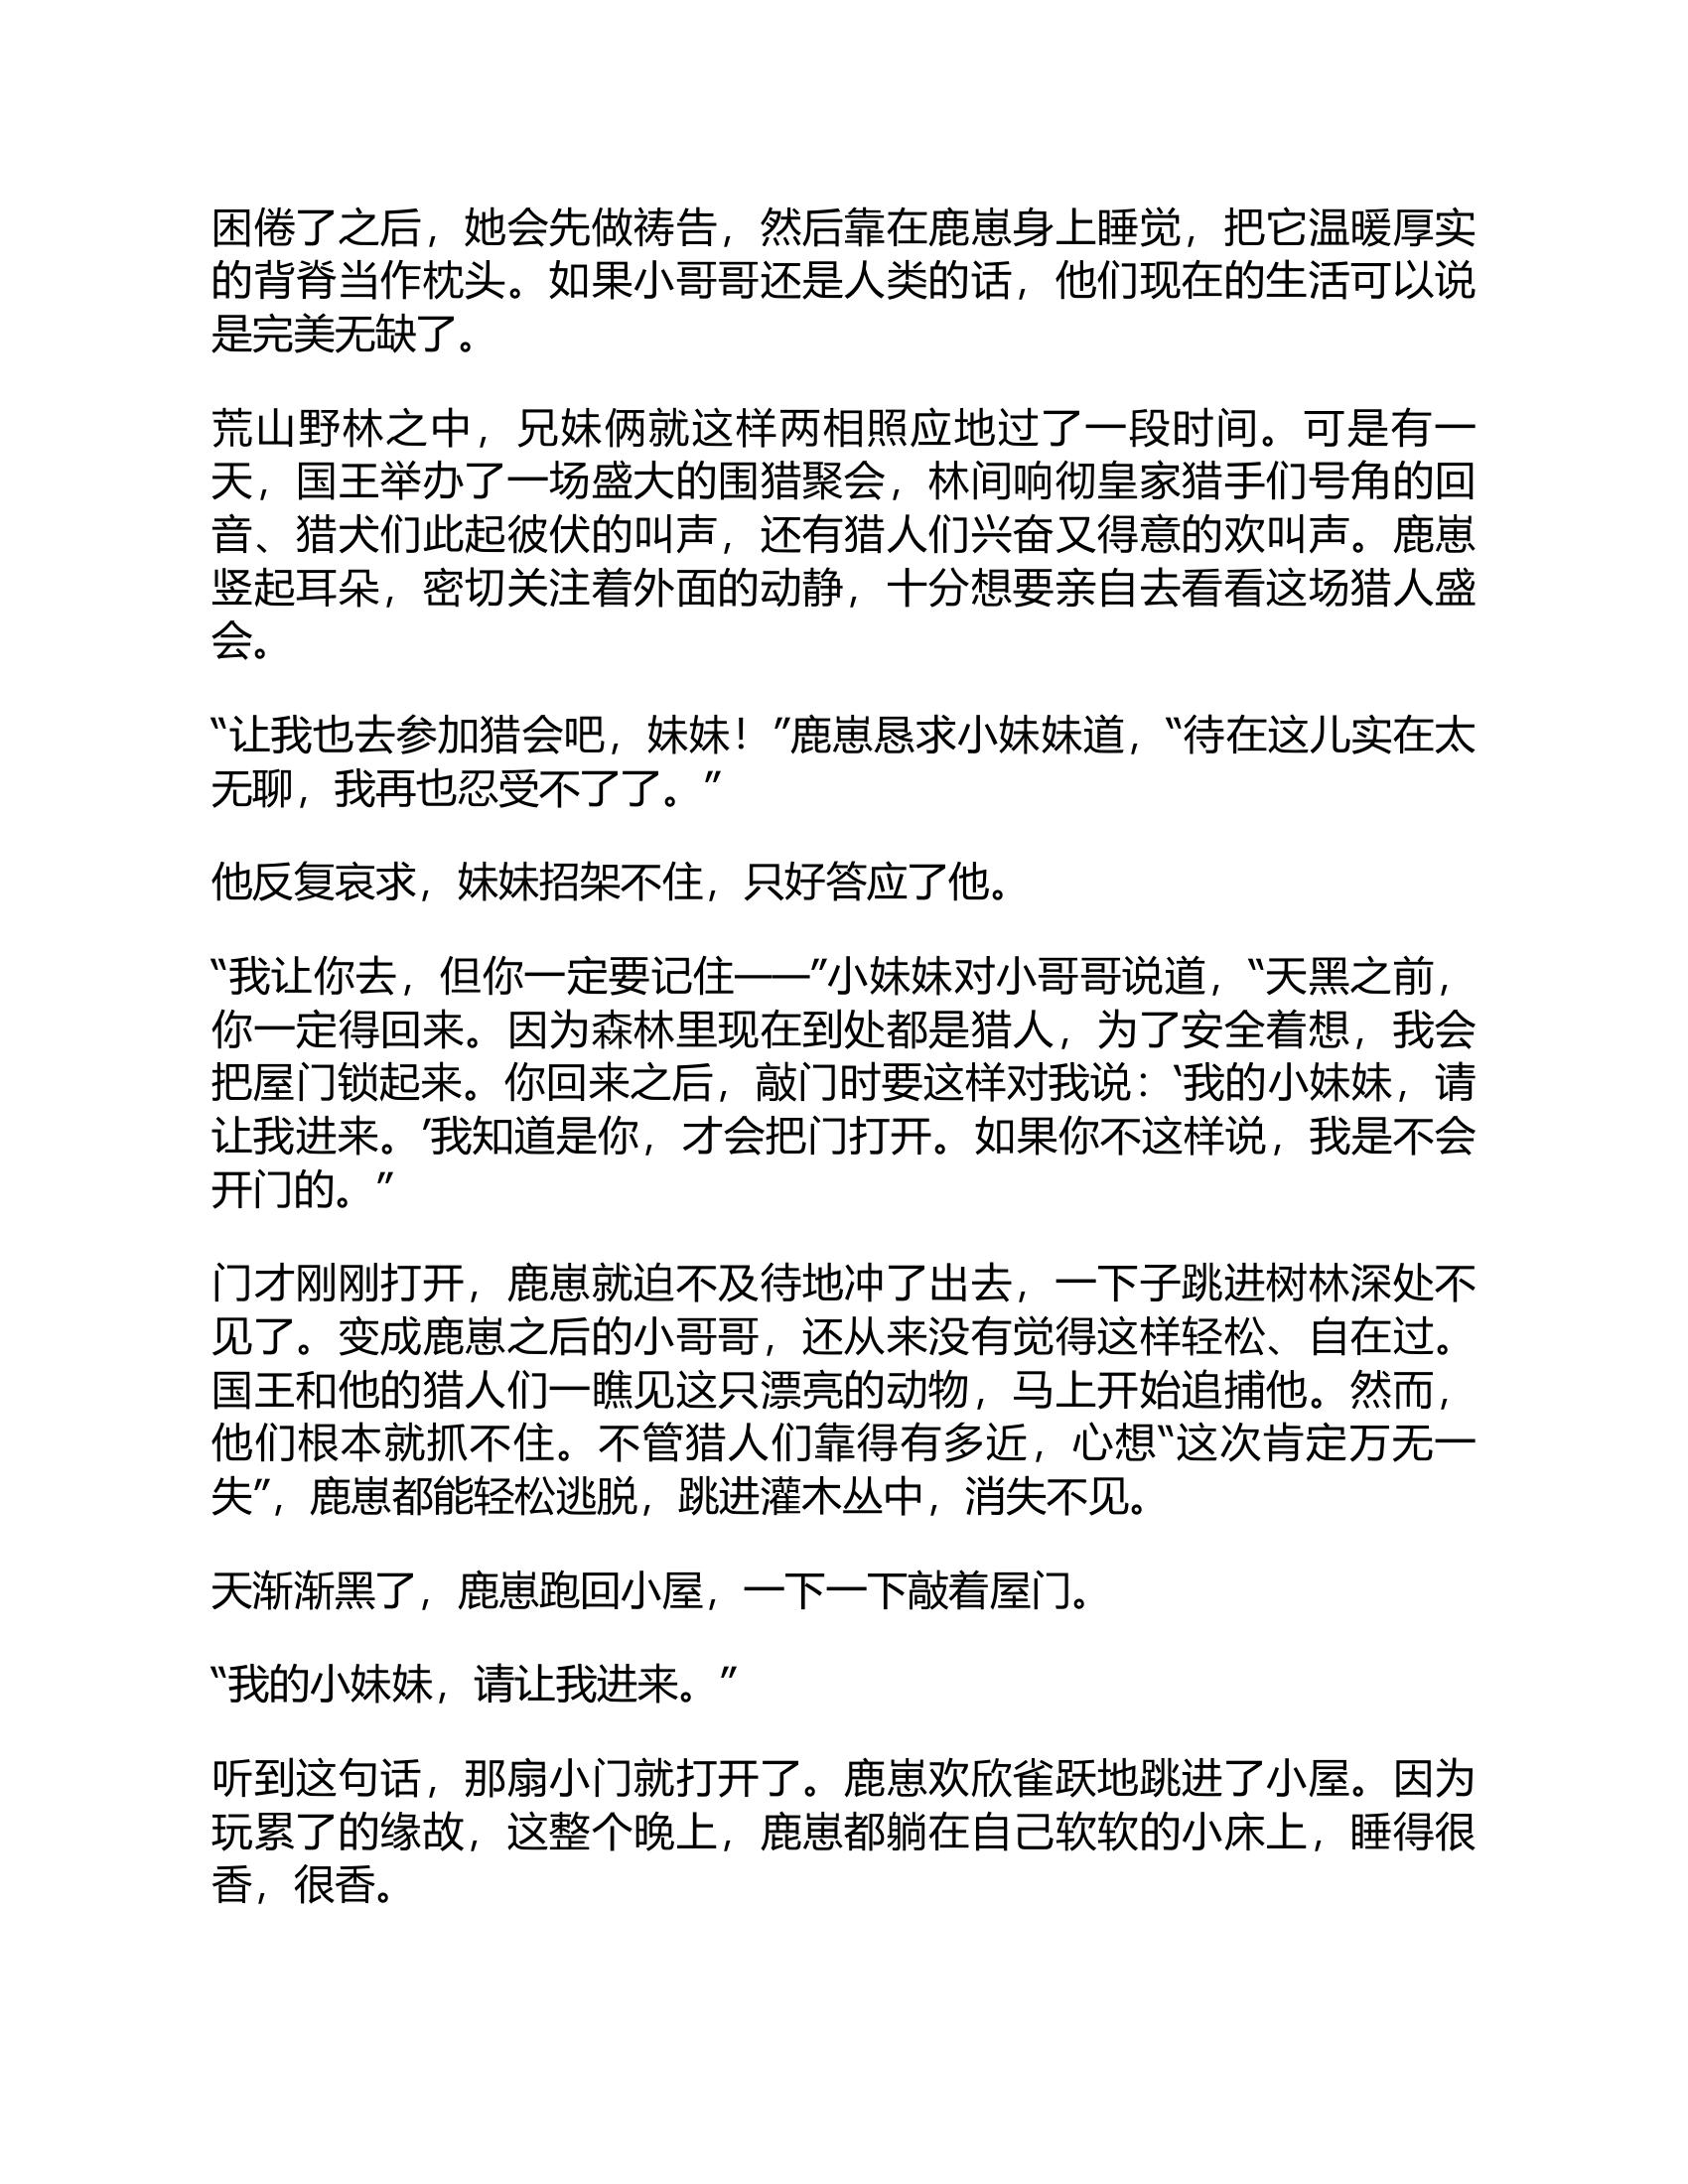 困倦了之后，她会先做祷告，然后靠在鹿崽身上睡觉，把它温暖厚实
的背脊当作枕头。如果小哥哥还是人类的话，他们现在的生活可以说
是完美无缺了。
荒山野林之中，兄妹俩就这样两相照应地过了一段时间。可是有一
天，国王举办了一场盛大的围猎聚会，林间响彻皇家猎手们号角的回
音、猎犬们此起彼伏的叫声，还有猎人们兴奋又得意的欢叫声。鹿崽
竖起耳朵，密切关注着外面的动静，十分想要亲自去看看这场猎人盛
会。
“让我也去参加猎会吧，妹妹！”鹿崽恳求小妹妹道，“待在这儿实在太
无聊，我再也忍受不了了。”
他反复哀求，妹妹招架不住，只好答应了他。
“我让你去，但你一定要记住——”小妹妹对小哥哥说道，“天黑之前，
你一定得回来。因为森林里现在到处都是猎人，为了安全着想，我会
把屋门锁起来。你回来之后，敲门时要这样对我说：‘我的小妹妹，请
让我进来。’我知道是你，才会把门打开。如果你不这样说，我是不会
开门的。”
门才刚刚打开，鹿崽就迫不及待地冲了出去，一下子跳进树林深处不
见了。变成鹿崽之后的小哥哥，还从来没有觉得这样轻松、自在过。
国王和他的猎人们一瞧见这只漂亮的动物，马上开始追捕他。然而，
他们根本就抓不住。不管猎人们靠得有多近，心想“这次肯定万无一
失”，鹿崽都能轻松逃脱，跳进灌木丛中，消失不见。
天渐渐黑了，鹿崽跑回小屋，一下一下敲着屋门。
“我的小妹妹，请让我进来。”
听到这句话，那扇小门就打开了。鹿崽欢欣雀跃地跳进了小屋。因为
玩累了的缘故，这整个晚上，鹿崽都躺在自己软软的小床上，睡得很
香，很香。